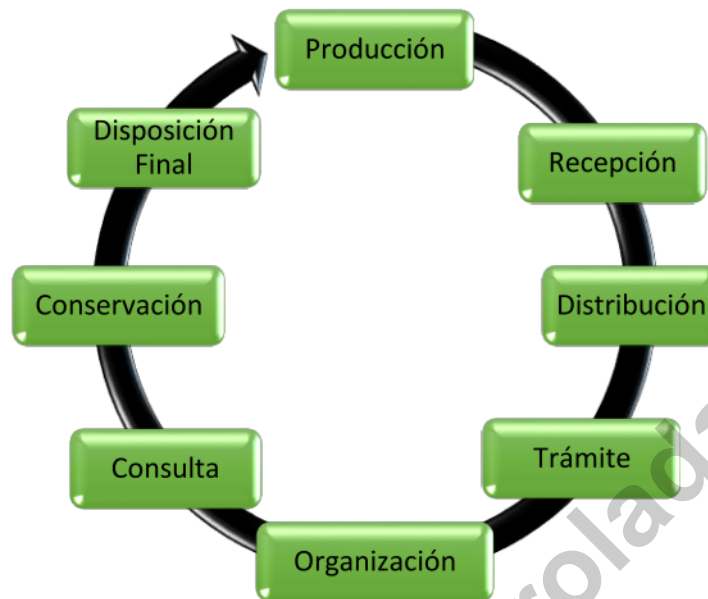 Producción
Recepción
Distribución
Trámite
Organización
Consulta
Conservación
Disposición
Final